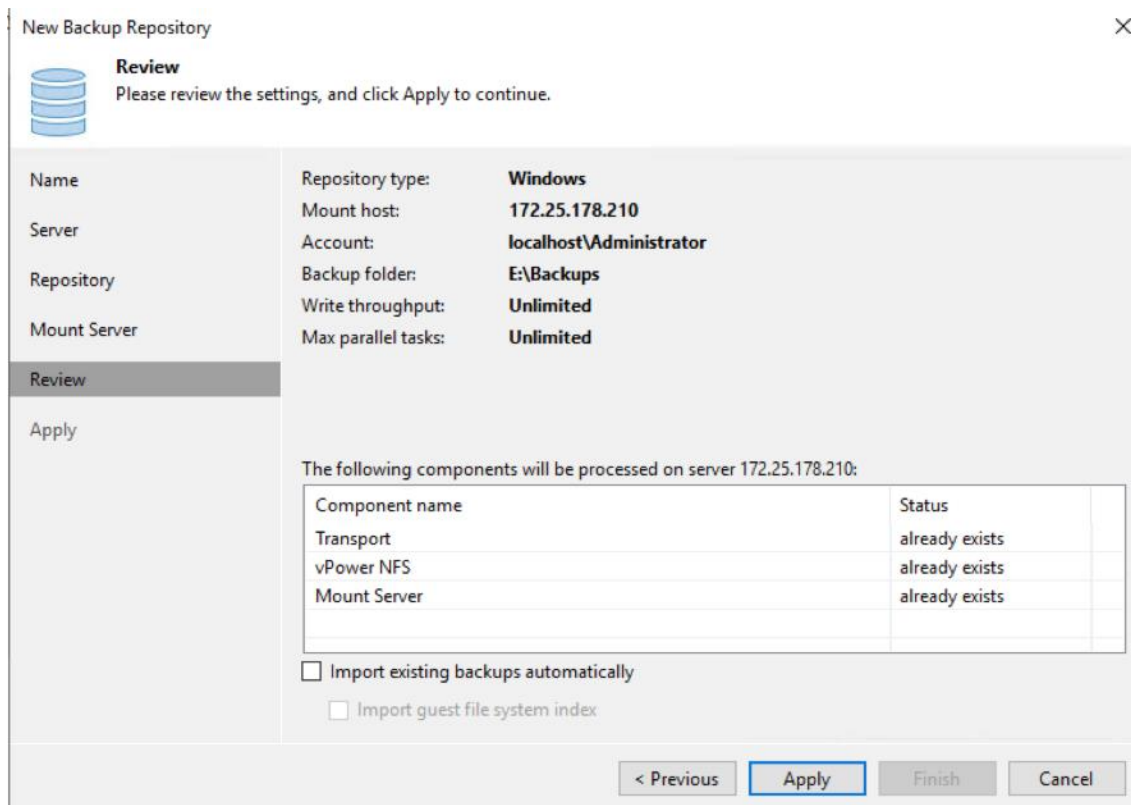 New Backup Repository
Review
Please review the settings, and click Apply to continue.
Name
Server
Repository
Mount Server
Review
Apply
Repository type: Windows
Mount host: 172.25.178.210
Account: localhost\Administrator
Backup folder: E:\Backups
Write throughput: Unlimited
Max parallel tasks: Unlimited
The following components will be processed on server 172.25.178.210:
Component name Status
Transport already exists
vPower NFS already exists
Mount Server already exists
Import existing backups automatically
Import guest file system index
< Previous Apply Finish Cancel